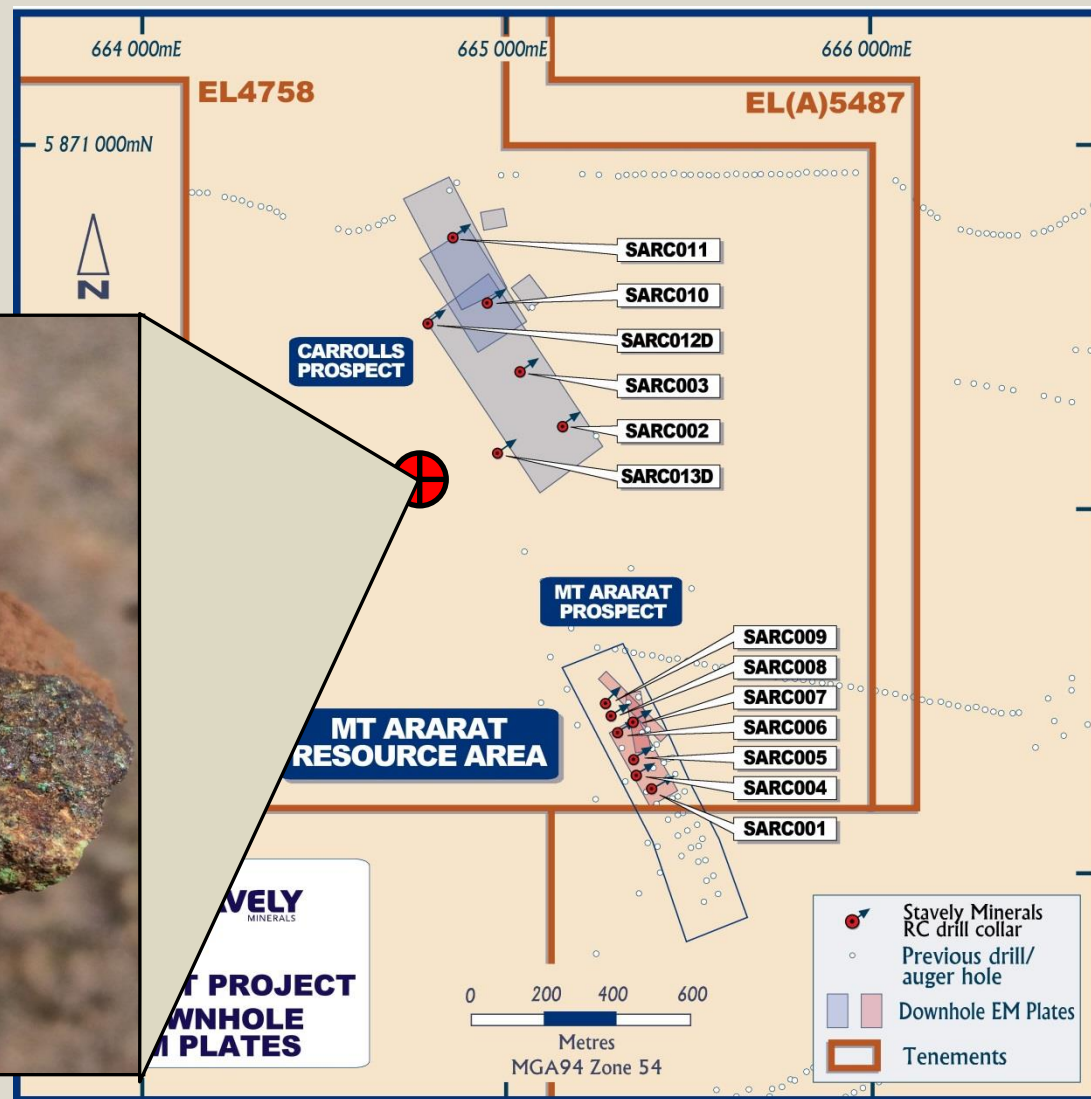 664 000mE
665 000mE
666 000mE
EL4758
EL(A)5487
5 871 000mN
N
SARC011
SARC010
SARC012D
SARC003
SARC002
SARC013D
CARROLLS
PROSPECT
MT ARARAT
PROSPECT
SARC009
SARC008
SARC007
SARC006
SARC005
SARC004
SARC001
MT ARARAT
RESOURCE AREA
MINERALS
PROJECT
PLATES
0 200 400 600
Metres
MGA94 Zone 54
Stavely Minerals
RC drill collar
Previous drill/
auger hole
Downhole EM Plates
Tenements